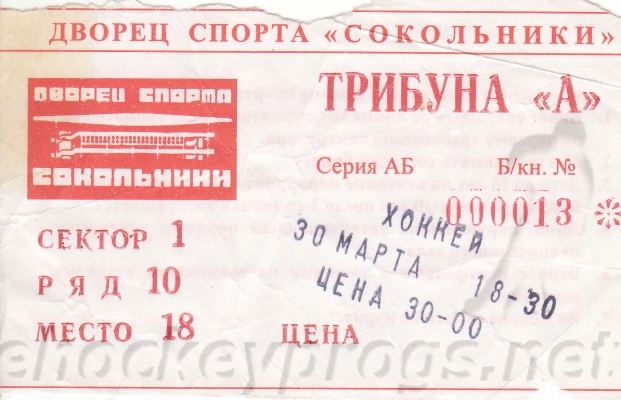 ДВОРЕЦ СПОРТА «СОКОЛЬНИКИ»
ДВОРЕЦ СПОРТА
СОКОЛЬНИКИ
ТРИБУНА «А»
Серия АБ Б/кн. №
000013 *
ХОККЕЙ
30 МАРТА 18-30
ЦЕНА 30-00
СЕКТОР 1
РЯД 10
МЕСТО 18 ЦЕНА
ehockeyprogs.net